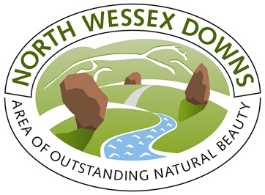 NORTH WESSEX DOWNS
AREA OF OUTSTANDING NATURAL BEAUTY